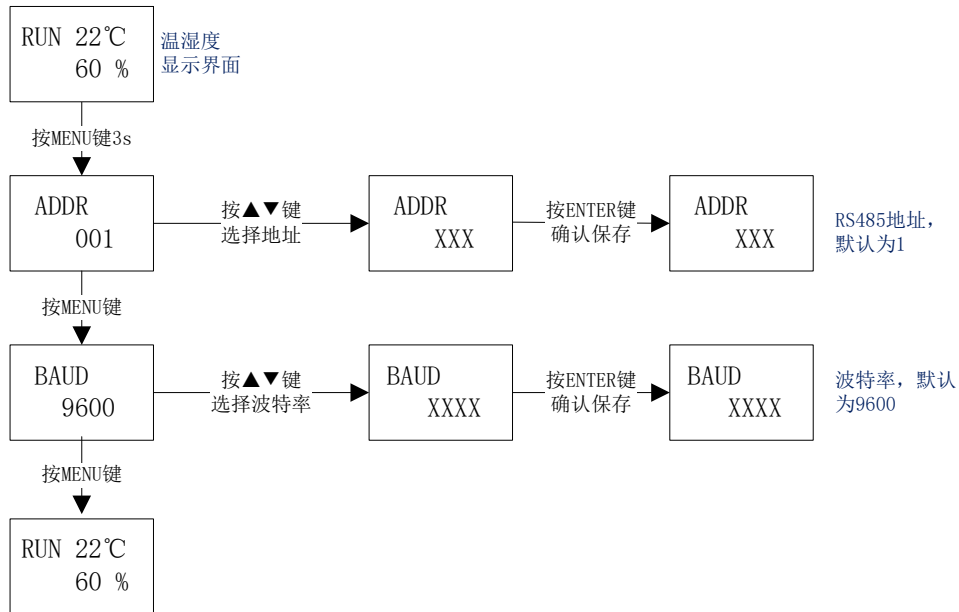 RUN 22℃
60 %
温湿度
显示界面
按MENU键3s
ADDR
001
按▲▼键
选择地址
ADDR
XXX
按ENTER键
确认保存
ADDR
XXX
RS485地址，
默认为1
按MENU键
BAUD
9600
按▲▼键
选择波特率
BAUD
XXXX
按ENTER键
确认保存
BAUD
XXXX
波特率，默认
为9600
按MENU键
RUN 22℃
60 %